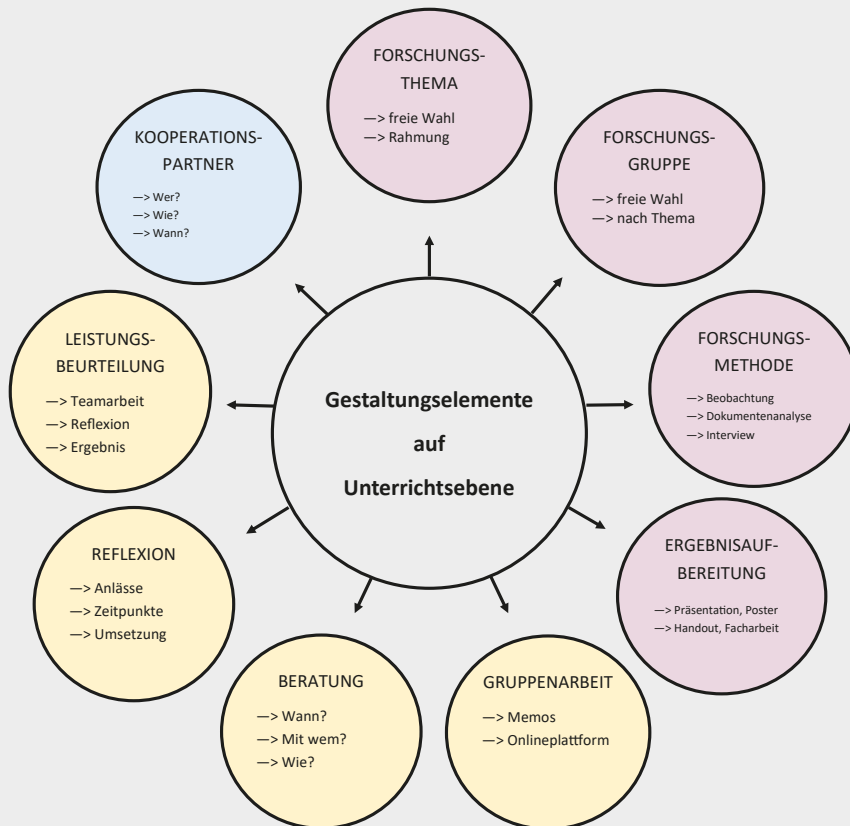 FORSCHUNGS-
THEMA
—> freie Wahl
—> Rahmung
FORSCHUNGS-
GRUPPE
—> freie Wahl
—> nach Thema
FORSCHUNGS-
METHODE
—> Beobachtung
—> Dokumentenanalyse
—> Interview
ERGEBNISAUF-
BEREITUNG
—> Präsentation, Poster
—> Handout, Facharbeit
GRUPPENARBEIT
—> Memos
—> Onlineplattform
BERATUNG
—> Wann?
—> Mit wem?
—> Wie?
REFLEXION
—> Anlässe
—> Zeitpunkte
—> Umsetzung
LEISTUNGS-
BEURTEILUNG
—> Teamarbeit
—> Reflexion
—> Ergebnis
KOOPERATIONS-
PARTNER
—> Wer?
—> Wie?
—> Wann?
Gestaltungselemente
auf
Unterrichtsebene